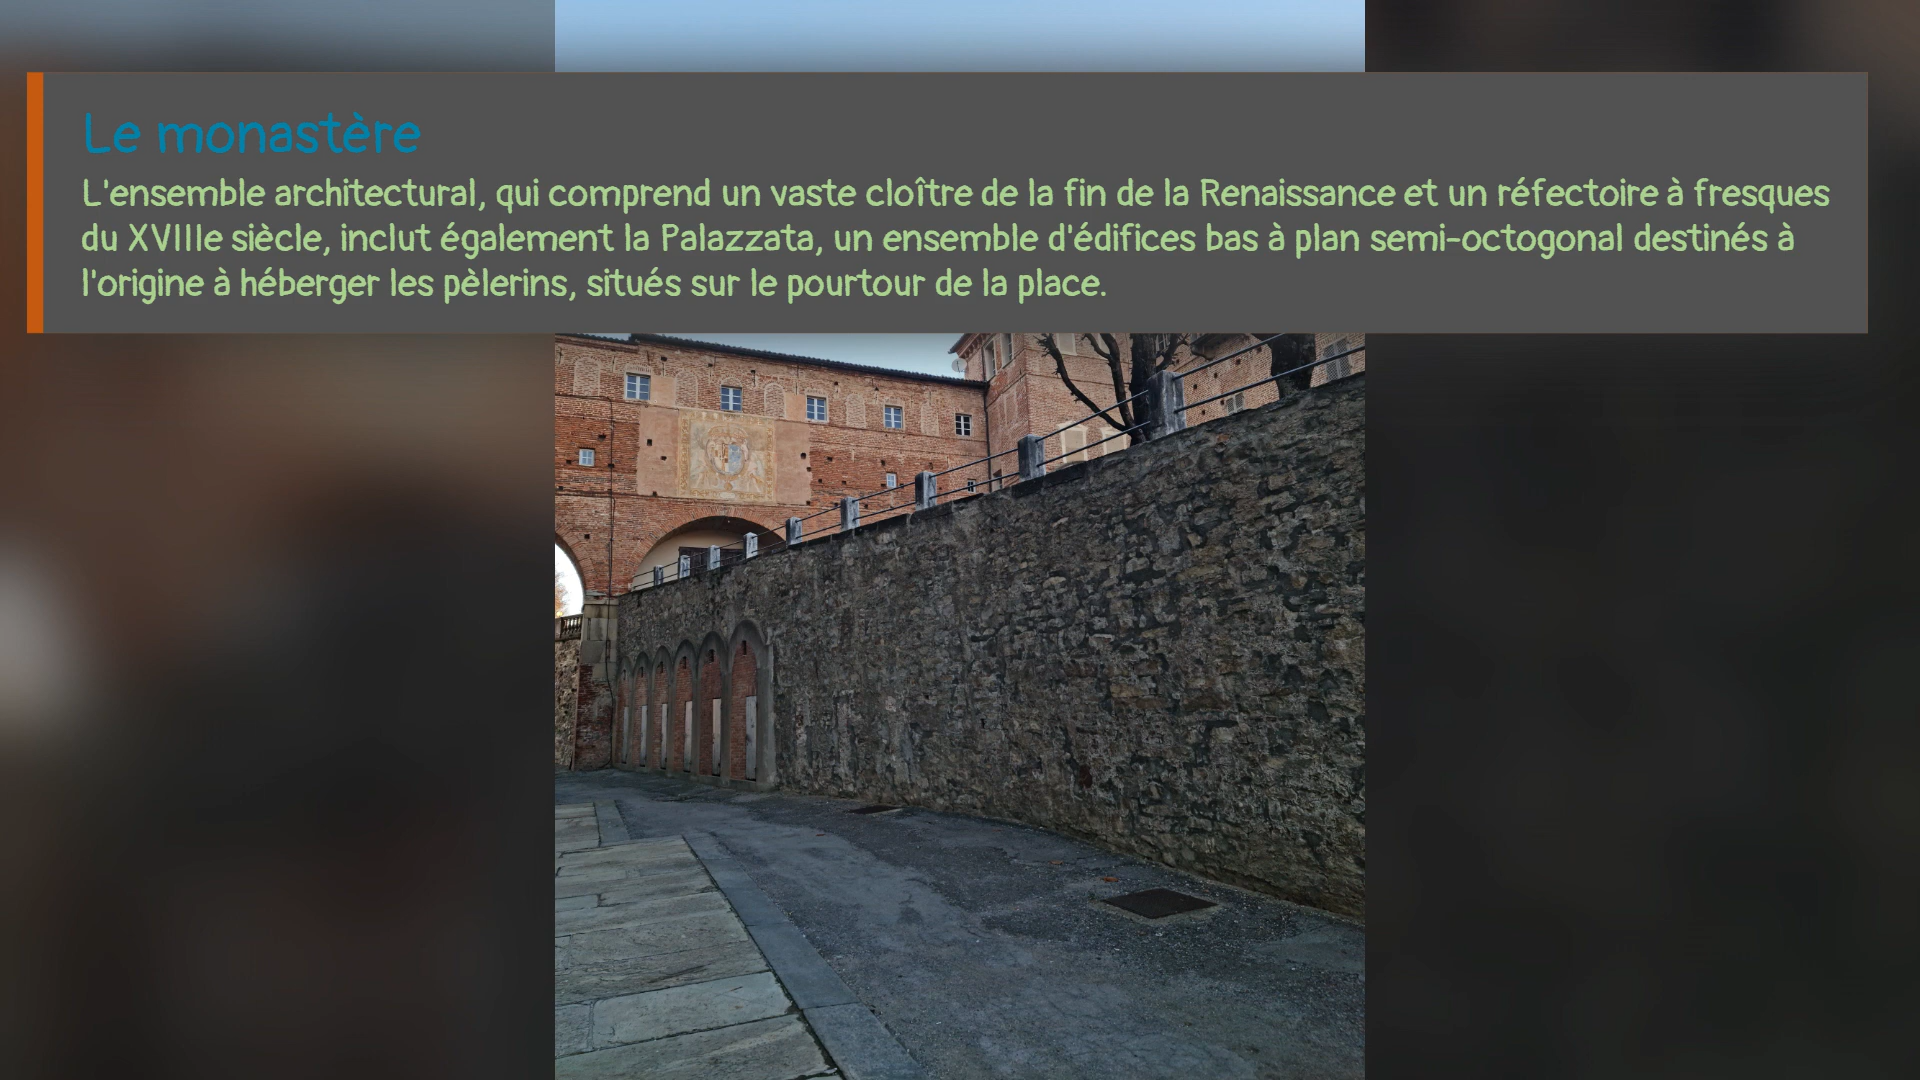 Le monastère
L'ensemble architectural, qui comprend un vaste cloître de la fin de la Renaissance et un réfectoire à fresques
du XVIIIe siècle, inclut également la Palazzata, un ensemble d'édifices bas à plan semi-octogonal destinés à
l'origine à héberger les pèlerins, situés sur le pourtour de la place.